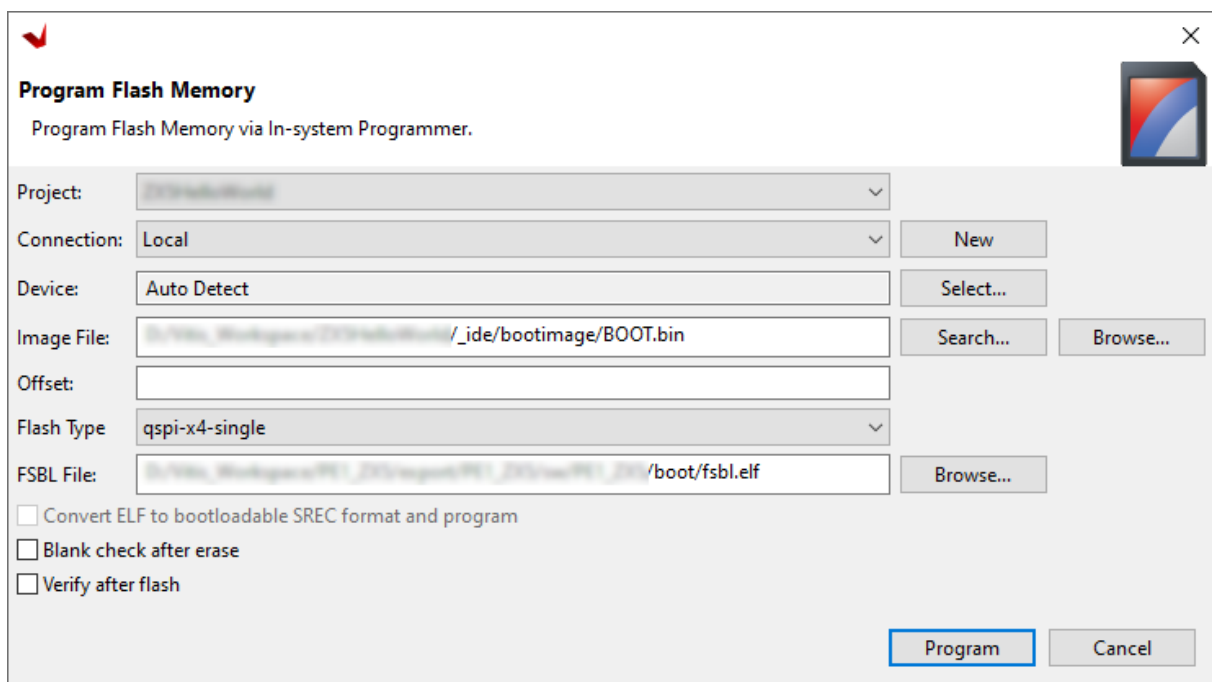 Program Flash Memory
Program Flash Memory via In-system Programmer.
Project:
Connection: Local New
Device: Auto Detect Select...
Image File: /_ide/bootimage/BOOT.bin Search... Browse...
Offset:
Flash Type qspi-x4-single
FSBL File: /boot/fsbl.elf Browse...
Convert ELF to bootloadable SREC format and program
Blank check after erase
Verify after flash
Program Cancel